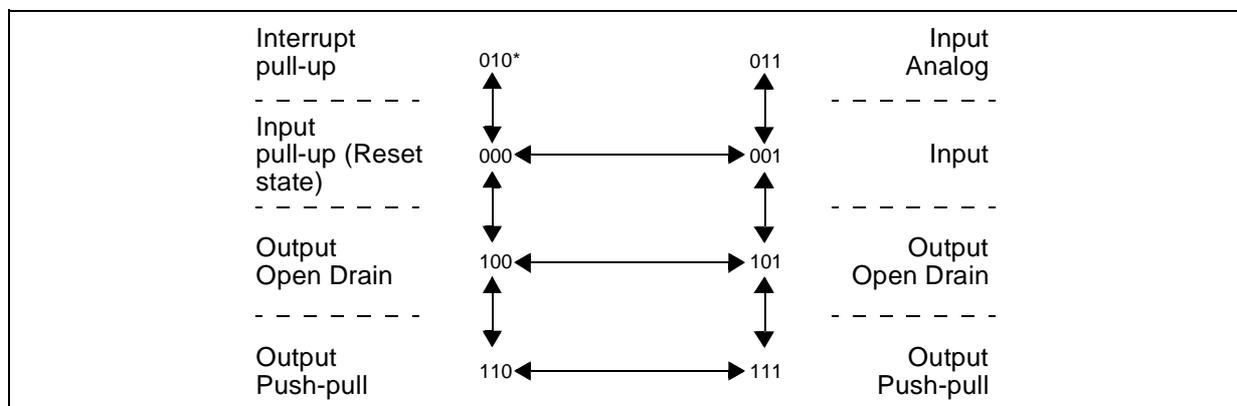 Interrupt
pull-up
010*
011
Input
Analog
Input
pull-up (Reset
state)
000
001
Input
Output
Open Drain
100
101
Output
Open Drain
Output
Push-pull
110
111
Output
Push-pull